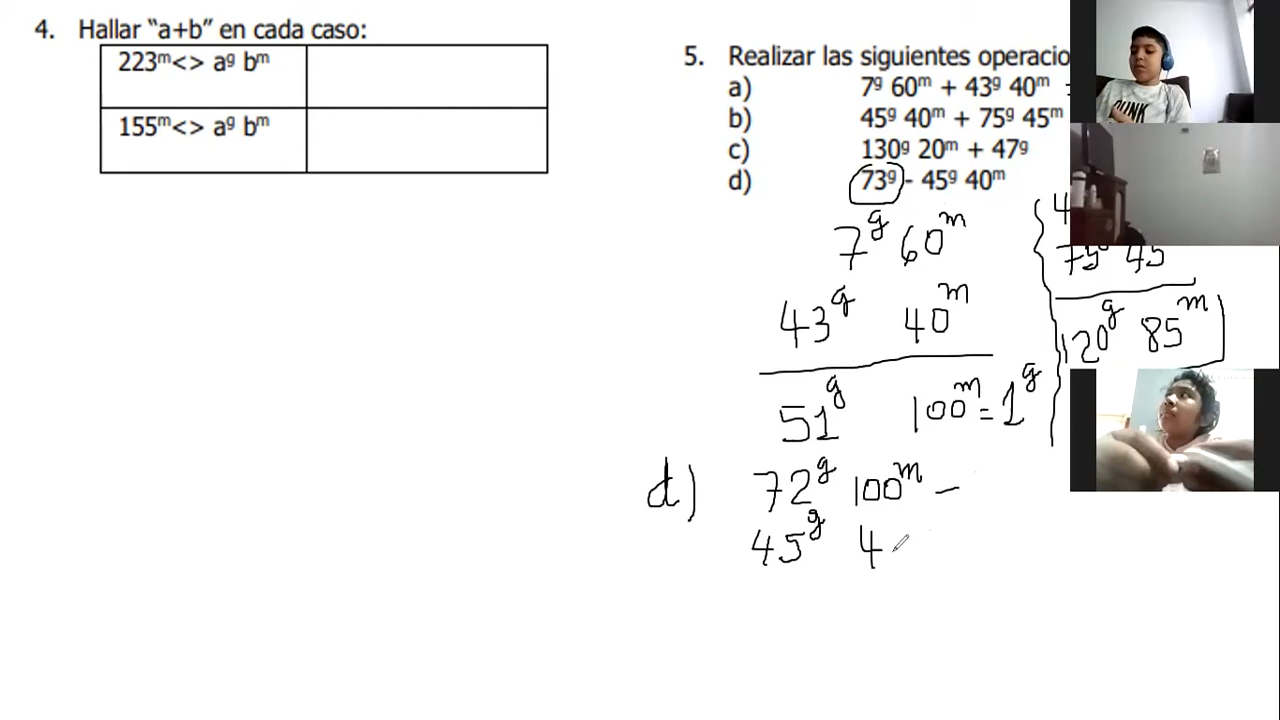 4. Hallar "a+b" en cada caso:
223ᵐ<> aᵍ bᵐ
155ᵐ<> aᵍ bᵐ
5. Realizar las siguientes
a) 7ᵍ 60ᵐ + 43ᵍ 40ᵐ
b) 45ᵍ 40ᵐ + 75ᵍ 45ᵐ
c) 130ᵍ 20ᵐ + 47ᵍ
d) 73ᵍ - 45ᵍ 40ᵐ
7ᵍ 60ᵐ
43ᵍ 40ᵐ
51ᵍ 100ᵐ = 1ᵍ
75ᵍ 45
120ᵍ 85ᵐ
d) 72ᵍ 100ᵐ –
45ᵍ 4